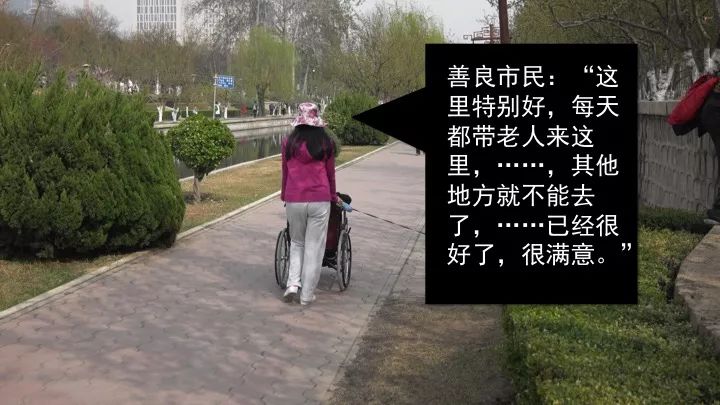 善良市民：“这
里特别好，每天
都带老人来这
里，……，其他
地方就不能去
了，……已经很
好了，很满意。”